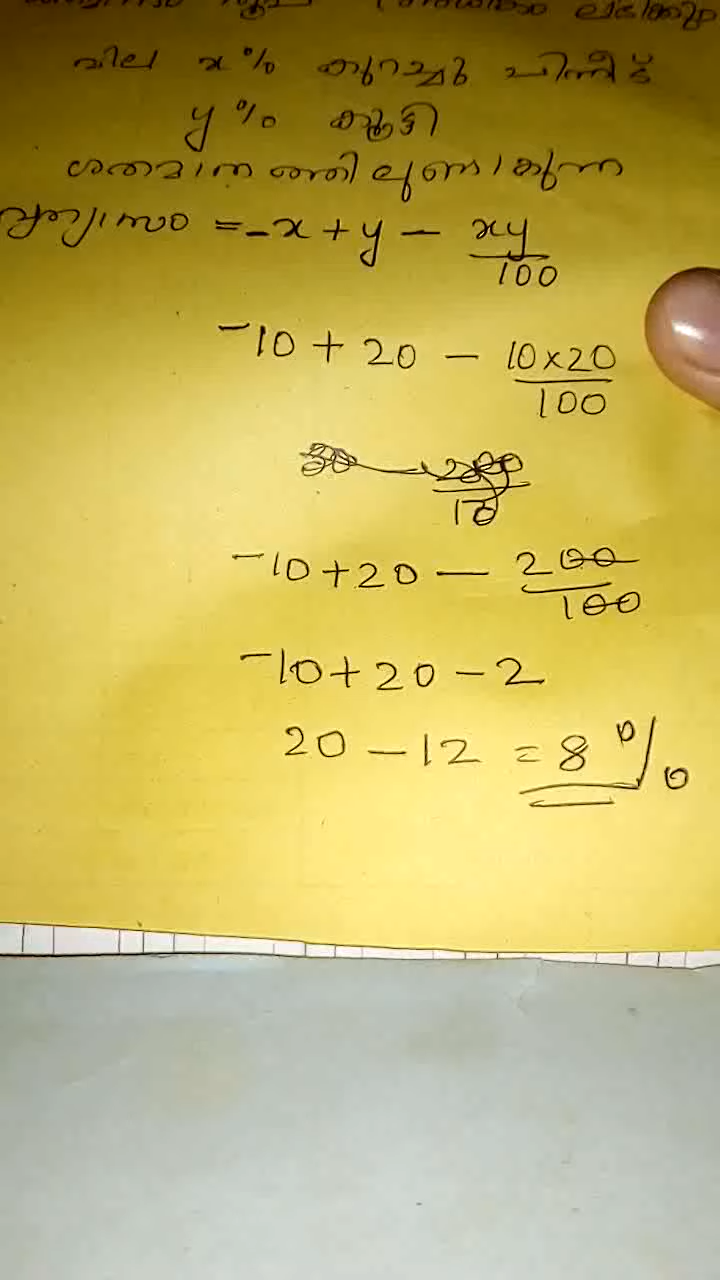 വില x% കുറച്ചു പിന്നീട്
y% കൂട്ടി
ശതമാനത്തിലുണ്ടാകുന്ന
വ്യത്യാസം = -x + y - xy/100
-10 + 20 - 10×20/100
-10 + 20 - 200/100
-10 + 20 - 2
20 - 12 = 8%